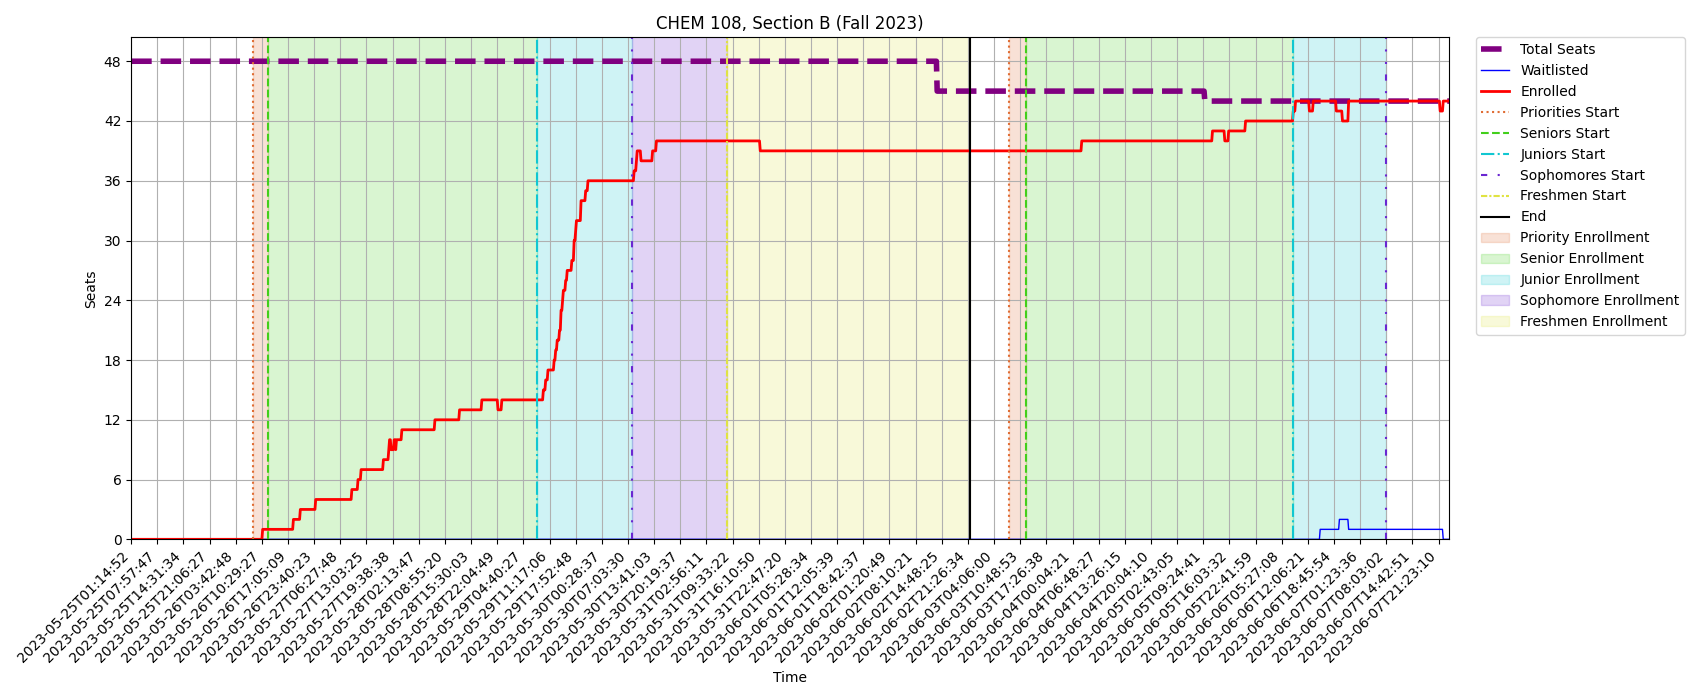 CHEM 108, Section B (Fall 2023)
48
42
36
30
24
18
12
6
0
Seats
2023-05-25T01:14:52
2023-05-25T07:57:47
2023-05-25T14:31:34
2023-05-25T21:06:27
2023-05-26T03:42:48
2023-05-26T10:29:27
2023-05-26T17:05:09
2023-05-26T23:40:23
2023-05-27T06:27:48
2023-05-27T13:03:25
2023-05-27T19:38:38
2023-05-28T02:13:47
2023-05-28T08:55:20
2023-05-28T15:30:03
2023-05-28T22:04:49
2023-05-29T04:40:27
2023-05-29T11:17:06
2023-05-29T17:52:48
2023-05-30T00:28:37
2023-05-30T07:03:30
2023-05-30T13:41:03
2023-05-30T20:19:37
2023-05-31T02:56:11
2023-05-31T09:33:22
2023-05-31T16:10:50
2023-05-31T22:47:20
2023-06-01T05:28:34
2023-06-01T12:05:39
2023-06-01T18:42:37
2023-06-02T01:20:49
2023-06-02T08:10:21
2023-06-02T14:48:25
2023-06-02T21:26:34
2023-06-03T04:06:00
2023-06-03T10:48:53
2023-06-03T17:26:38
2023-06-04T00:04:21
2023-06-04T06:48:27
2023-06-04T13:26:15
2023-06-04T20:04:10
2023-06-05T02:43:05
2023-06-05T09:24:41
2023-06-05T16:03:32
2023-06-05T22:41:59
2023-06-06T05:27:08
2023-06-06T12:06:21
2023-06-06T18:45:54
2023-06-07T01:23:36
2023-06-07T08:03:02
2023-06-07T14:42:51
2023-06-07T21:23:10
Time
Total Seats
Waitlisted
Enrolled
Priorities Start
Seniors Start
Juniors Start
Sophomores Start
Freshmen Start
End
Priority Enrollment
Senior Enrollment
Junior Enrollment
Sophomore Enrollment
Freshmen Enrollment